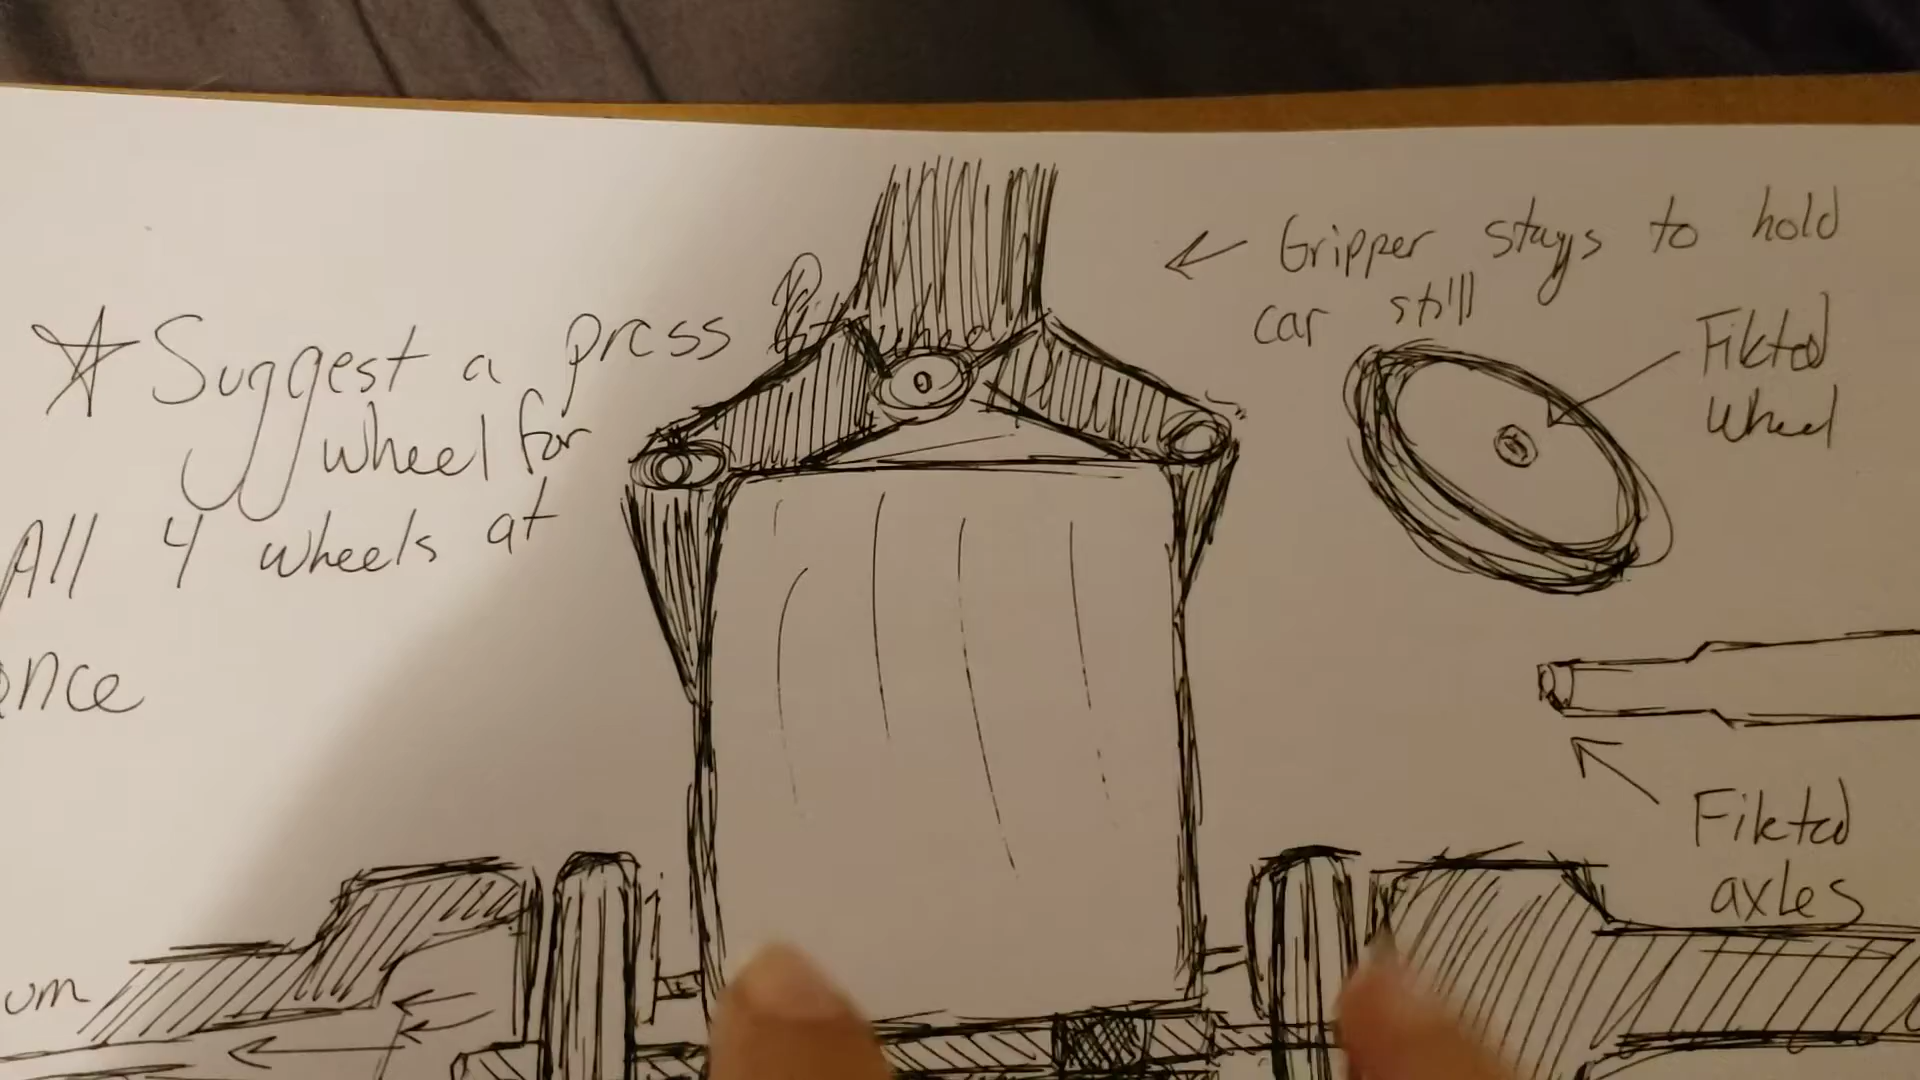 ☆ Suggest a press
wheel for
All 4 wheels at
once
← Gripper stays to hold
car still
Fikted
wheel
Fikted
axles
um